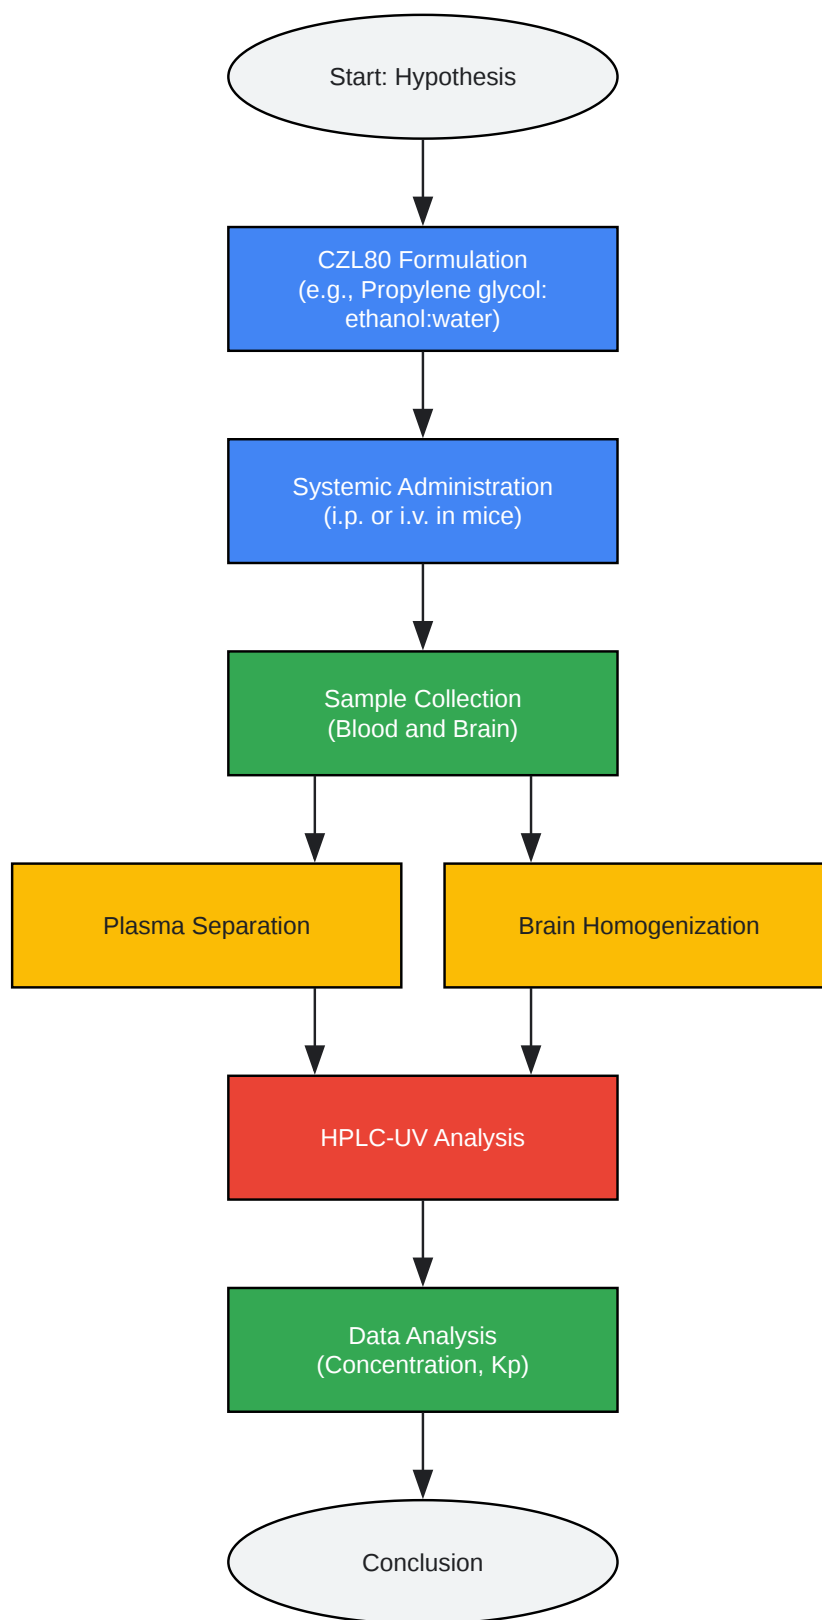 Start: Hypothesis
CZL80 Formulation
(e.g., Propylene glycol:
ethanol:water)
Systemic Administration
(i.p. or i.v. in mice)
Sample Collection
(Blood and Brain)
Plasma Separation
Brain Homogenization
HPLC-UV Analysis
Data Analysis
(Concentration, Kp)
Conclusion